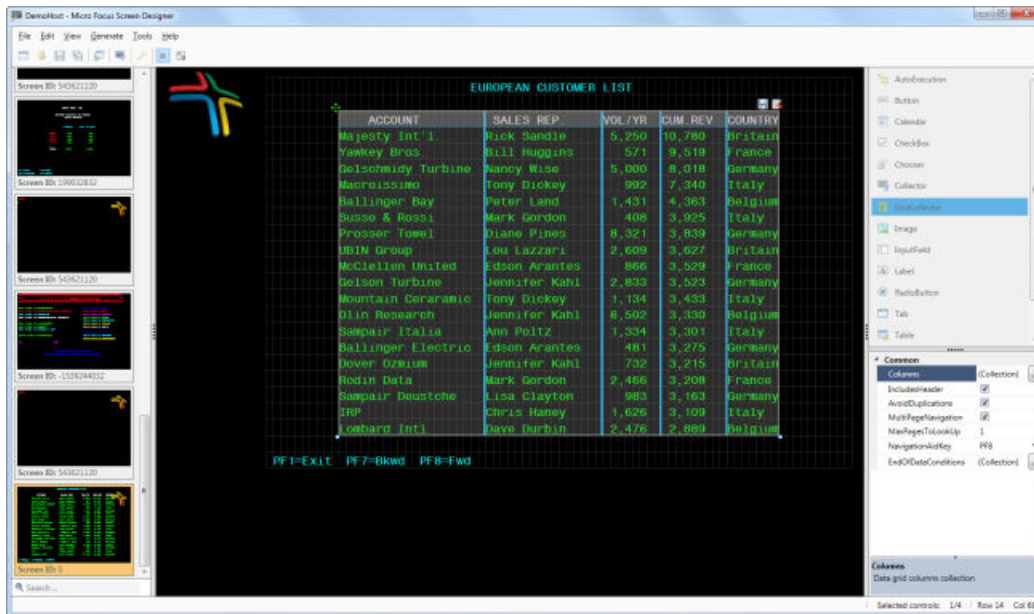 DemoHost - Micro Focus Screen Designer
File Edit View Generate Tools Help
Screen ID: 543621120
Screen ID: 199032832
Screen ID: 543621120
Screen ID: -1539244032
Screen ID: 543621120
Screen ID: 0
Search...
EUROPEAN CUSTOMER LIST
ACCOUNT SALES REP. VOL/YR CUM.REV COUNTRY
Majesty Int'l. Rick Sandle 5,250 10,780 Britain
Yawkey Bros Bill Huggins 571 9,519 France
Gelschmidy Turbine Nancy Wise 5,000 8,018 Germany
Macroissimo Tony Dickey 992 7,340 Italy
Ballinger Bay Peter Land 1,431 4,363 Belgium
Susso & Rossi Mark Gordon 408 3,925 Italy
Prosser Towel Diane Pines 8,321 3,839 Germany
UBIN Group Lou Lazzari 2,609 3,627 Britain
McClellen United Edson Arantes 866 3,529 France
Gelson Turbine Jennifer Kahl 2,833 3,523 Germany
Mountain Ceraramic Tony Dickey 1,134 3,433 Italy
Olin Research Jennifer Kahl 6,502 3,330 Belgium
Sampair Italia Ann Poltz 1,334 3,301 Italy
Ballinger Electric Edson Arantes 481 3,275 Germany
Dover Ozmium Jennifer Kahl 732 3,215 Britain
Rodin Data Mark Gordon 2,466 3,208 France
Sampair Deustche Lisa Clayton 983 3,163 Germany
IRP Chris Haney 1,626 3,109 Italy
Lombard Intl Dave Durbin 2,476 2,889 Belgium
PF1=Exit PF7=Bkwd PF8=Fwd
AutoExecution
Button
Calendar
CheckBox
Chooser
Collector
GridCollector
Image
InputField
Label
RadioButton
Tab
Table
Common
Columns (Collection)
IncludedHeader
AvoidDuplications
MultiPageNavigation
MaxPagesToLookUp 1
NavigationAidKey PF8
EndOfDataConditions (Collection)
Columns
Data grid columns collection
Selected controls: 1/4 Row 14 Col